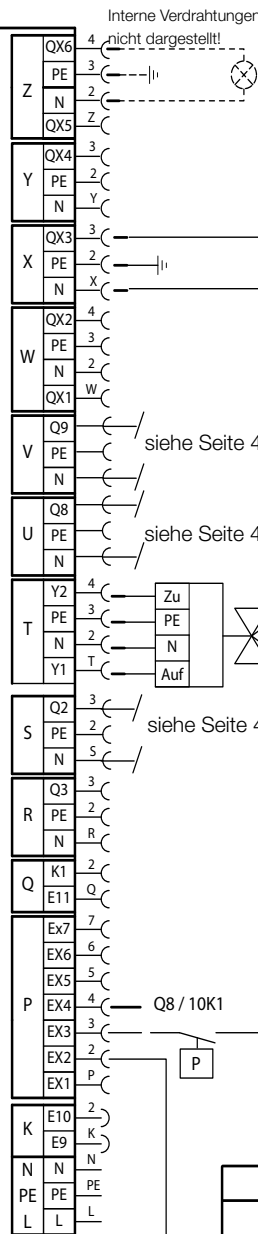 Interne Verdrahtungen
nicht dargestellt!
Z
QX6 4
PE 3
N 2
QX5 Z
Y
QX4 3
PE 2
N Y
X
QX3 3
PE 2
N X
W
QX2 4
PE 3
N 2
QX1 W
V
Q9
PE
N
siehe Seite 4
U
Q8
PE
N
siehe Seite 4
T
Y2 4 Zu
PE 3 PE
N 2 N
Y1 T Auf
S
Q2 3
PE 2
N S
siehe Seite 4
R
Q3 3
PE 2
N R
Q
K1 2
E11 Q
P
Ex7 7
EX6 6
EX5 5
EX4 4 Q8 / 10K1
EX3 3
EX2 2
EX1 P
P
K
E10 2
E9 K
N N N
PE PE PE
L L L